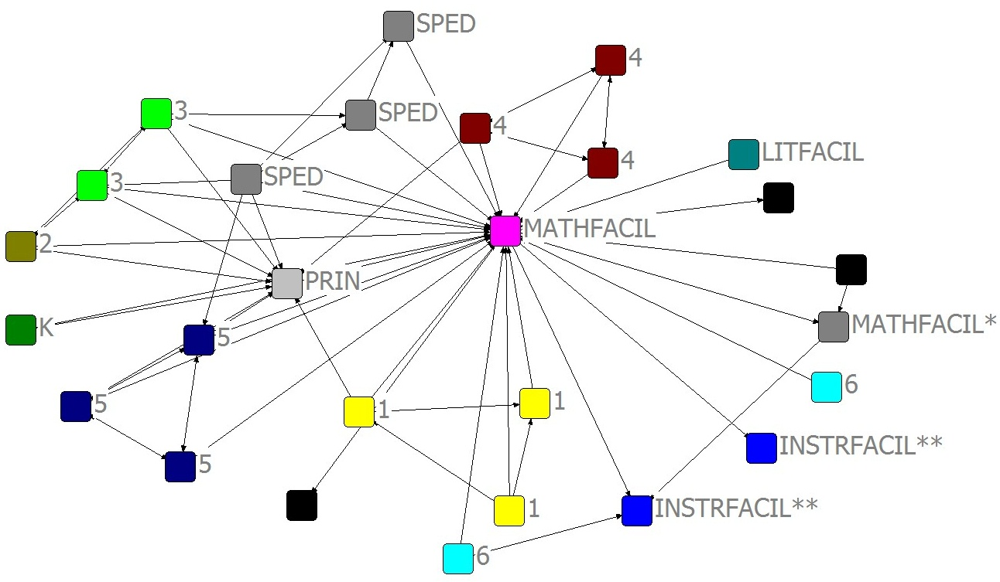 SPED
4
3
SPED
4
LITFACIL
4
SPED
3
MATHFACIL
2
PRIN
MATHFACIL*
K
5
6
5
1
1
INSTRFACIL**
5
1
INSTRFACIL**
6